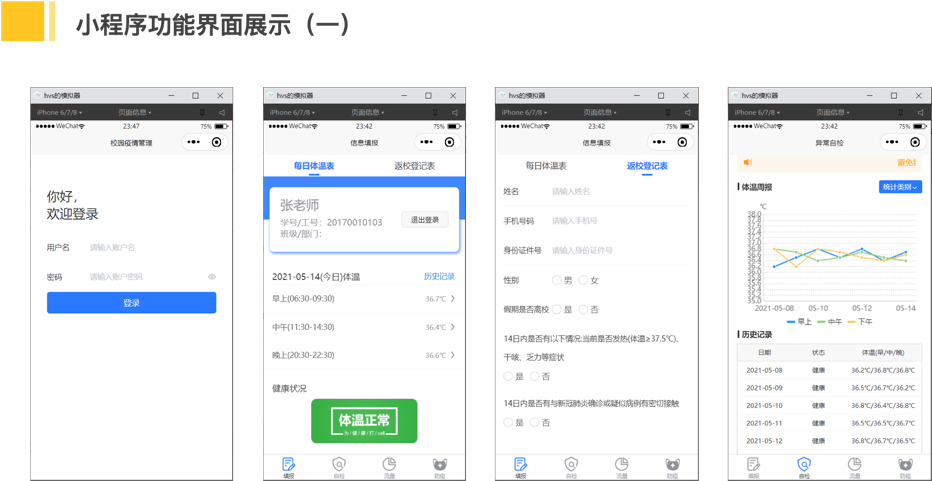 小程序功能界面展示（一）
hvs的模拟器
iPhone 6/7/8
页面信息
WeChat
23:47
75%
校园疫情管理
你好,
欢迎登录
用户名
请输入账户名
密码
请输入账户密码
登录
hvs的模拟器
iPhone 6/7/8
页面信息
WeChat
23:42
75%
信息填报
每日体温表
返校登记表
张老师
学号/工号: 20170010103
班级/部门:
退出登录
2021-05-14(今日)体温
历史记录
早上(06:30-09:30)
36.7℃
中午(11:30-14:30)
36.4℃
晚上(20:30-22:30)
36.6℃
健康状况
体温正常
填报
自检
流量
防疫
hvs的模拟器
iPhone 6/7/8
页面信息
WeChat
23:42
75%
信息填报
每日体温表
返校登记表
姓名
请输入姓名
手机号码
请输入手机号
身份证件号
请输入身份证件号
性别
男
女
假期是否离校
是
否
14日内是否有以下情况:当前是否发热(体温≥37.5℃)、
干咳、乏力等症状
是
否
14日内是否有与新冠肺炎确诊或疑似病例有密切接触
是
否
填报
自检
流量
防疫
hvs的模拟器
iPhone 6/7/8
页面信息
WeChat
23:42
75%
异常自检
避免
体温周报
统计类别
℃
38.0
37.8
37.6
37.4
37.2
37.0
36.8
36.6
36.4
36.2
36.0
35.8
35.6
35.4
35.2
35.0
2021-05-08
05-10
05-12
05-14
早上
中午
下午
历史记录
日期
状态
体温(早/中/晚)
2021-05-08
健康
36.2℃/36.8℃/36.8℃
2021-05-09
健康
36.5℃/36.7℃/36.2℃
2021-05-10
健康
36.8℃/36.4℃/36.8℃
2021-05-11
健康
36.5℃/36.5℃/36.7℃
2021-05-12
健康
36.8℃/36.7℃/36.5℃
填报
自检
流量
防疫